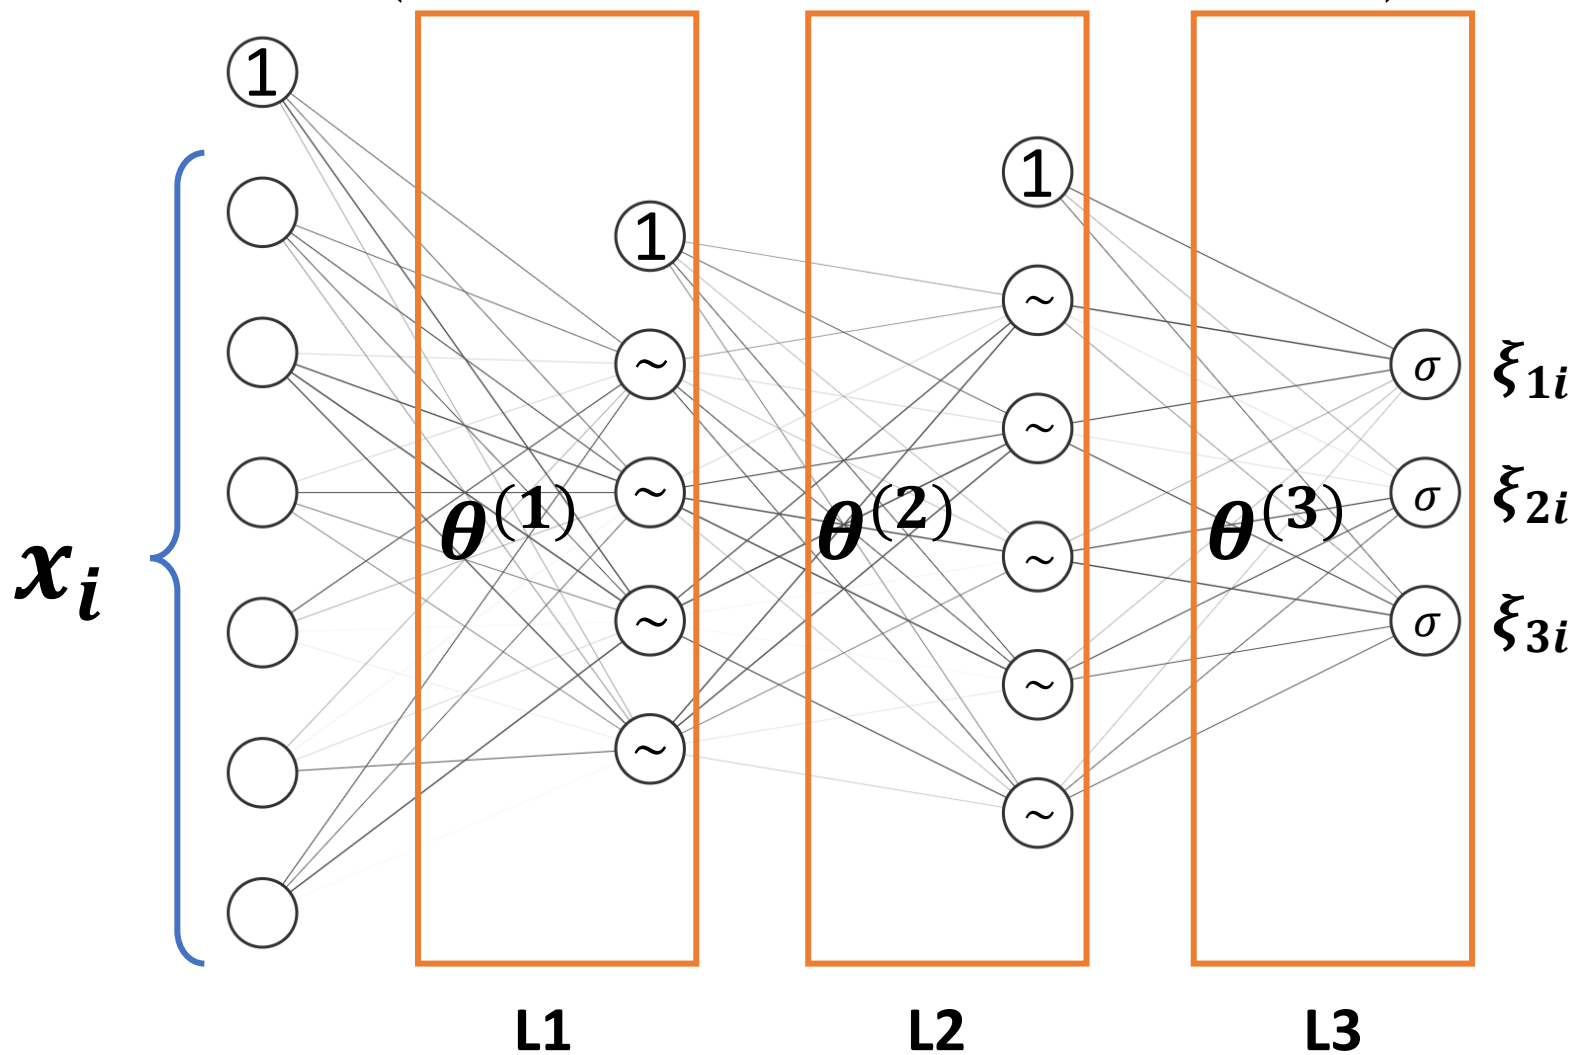 1
1
1
~
~
~
~
~
~
~
~
~
σ
σ
σ
x_i
θ^(1)
θ^(2)
θ^(3)
ξ_1i
ξ_2i
ξ_3i
L1 L2 L3